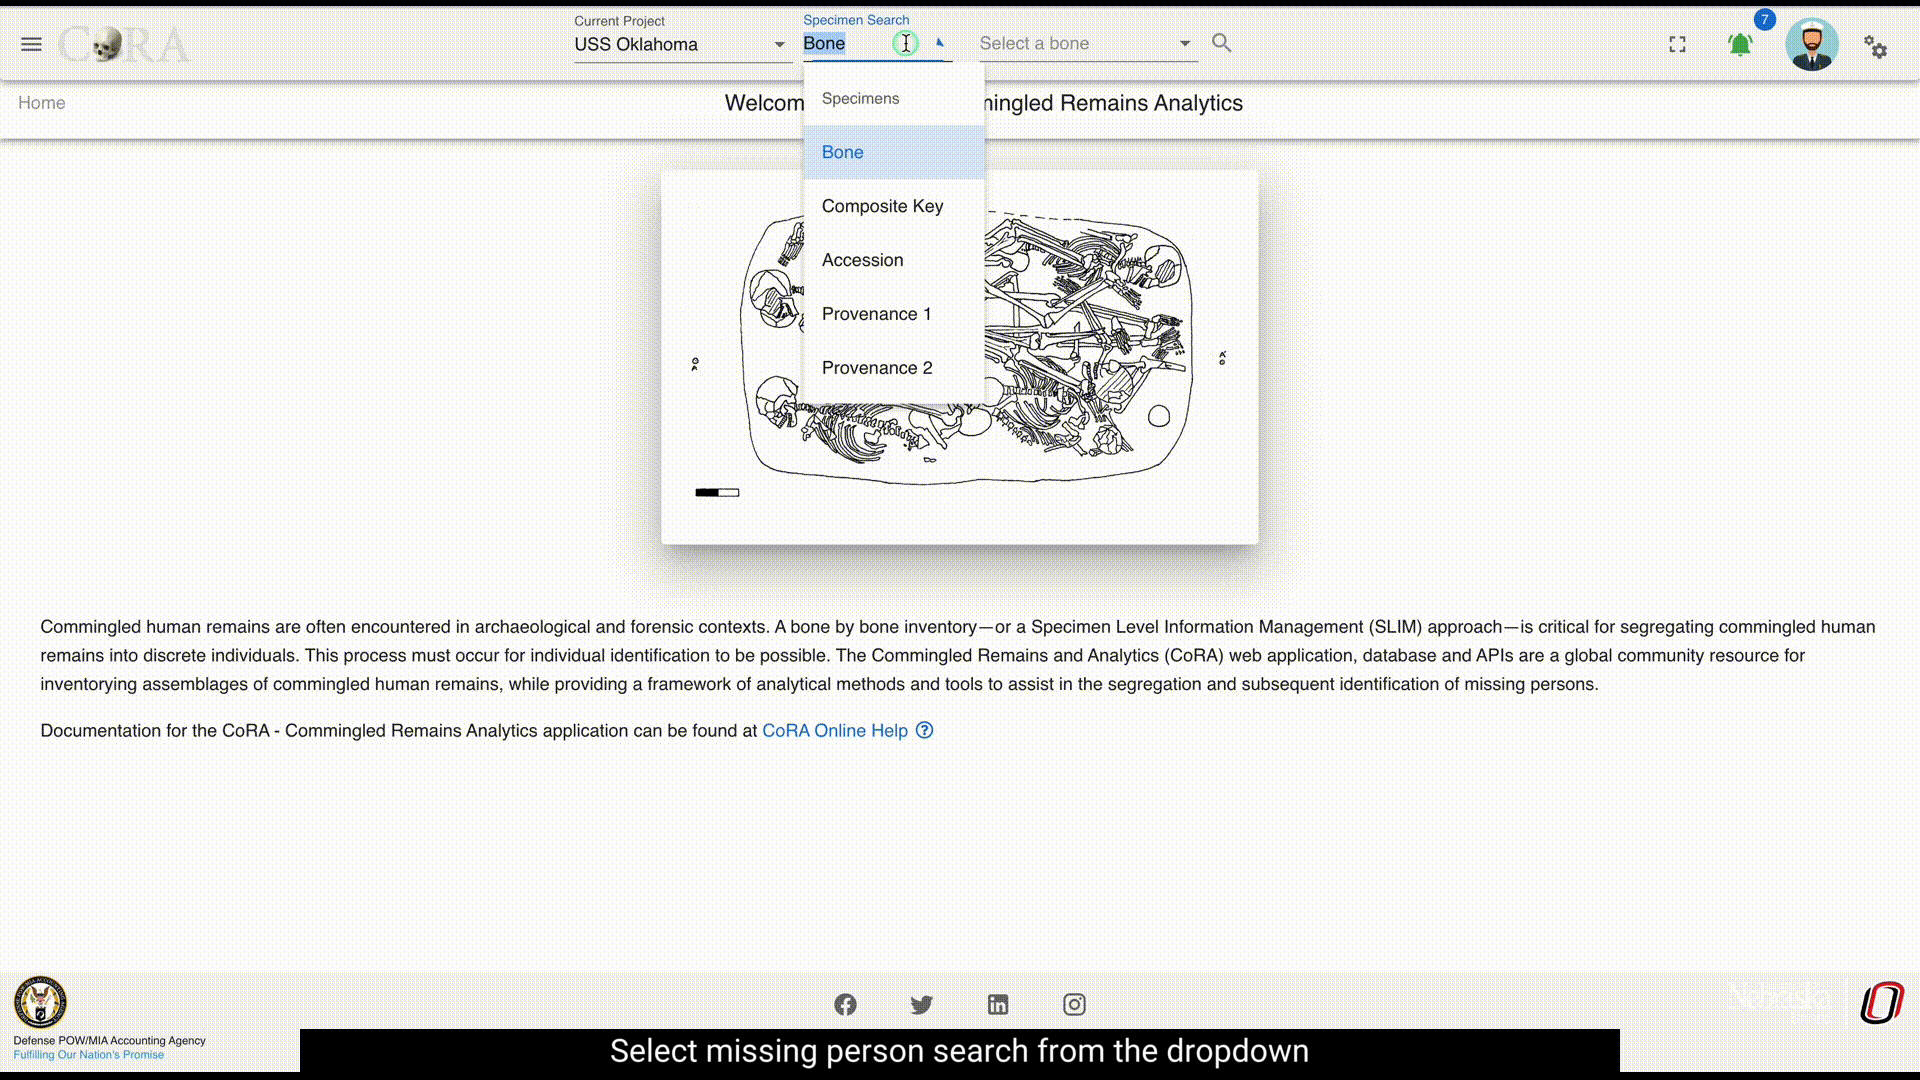 CoRA
Current Project
USS Oklahoma
Specimen Search
Bone
Select a bone
7
Home
Welcom
mingled Remains Analytics
Specimens
Bone
Composite Key
Accession
Provenance 1
Provenance 2
Commingled human remains are often encountered in archaeological and forensic contexts. A bone by bone inventory—or a Specimen Level Information Management (SLIM) approach—is critical for segregating commingled human
remains into discrete individuals. This process must occur for individual identification to be possible. The Commingled Remains and Analytics (CoRA) web application, database and APIs are a global community resource for
inventorying assemblages of commingled human remains, while providing a framework of analytical methods and tools to assist in the segregation and subsequent identification of missing persons.
Documentation for the CoRA - Commingled Remains Analytics application can be found at CoRA Online Help
Nebraska
Defense POW/MIA Accounting Agency
Fulfilling Our Nation's Promise
Select missing person search from the dropdown